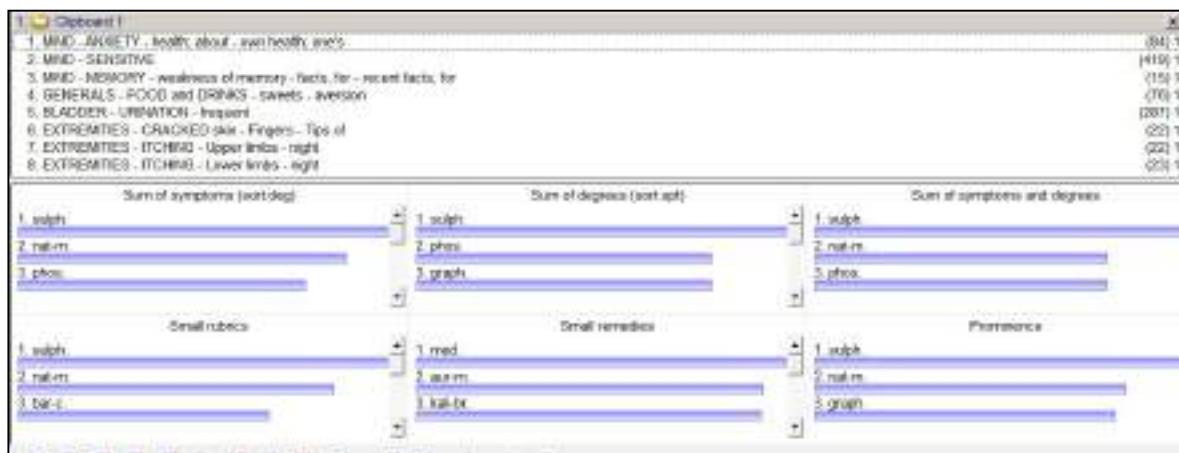 1. Clipboard 1
1. MIND - ANXIETY - health; about - own health; one's (84) 1
2. MIND - SENSITIVE (419) 1
3. MIND - MEMORY - weakness of memory - facts, for - recent facts, for (15) 1
4. GENERALS - FOOD and DRINKS - sweets - aversion (76) 1
5. BLADDER - URINATION - frequent (287) 1
6. EXTREMITIES - CRACKED skin - Fingers - Tips of (22) 1
7. EXTREMITIES - ITCHING - Upper limbs - night (22) 1
8. EXTREMITIES - ITCHING - Lower limbs - night (23) 1
Sum of symptoms (sort:deg) Sum of degrees (sort:spt) Sum of symptoms and degrees
1. sulph. 1. sulph. 1. sulph.
2. nat-m. 2. phos. 2. nat-m.
3. phos. 3. graph. 3. phos.
Small rubrics Small remedies Prominence
1. sulph. 1. med. 1. sulph.
2. nat-m. 2. aur-m. 2. nat-m.
3. bar-c. 3. kali-br. 3. graph.